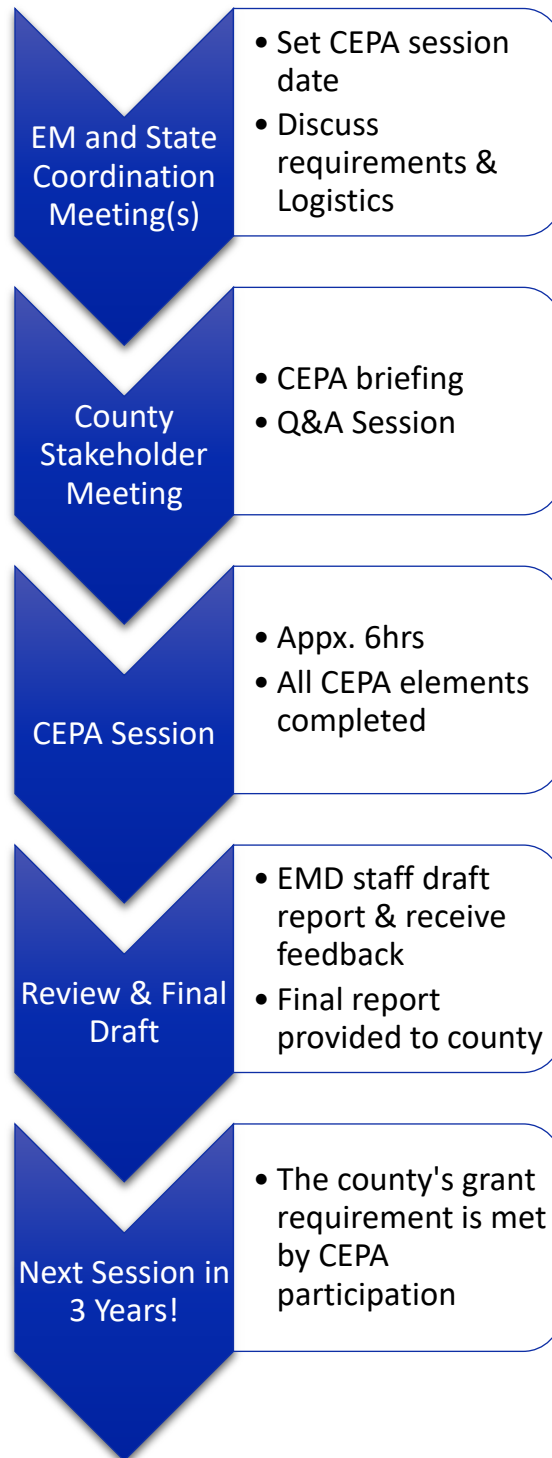 EM and State
Coordination
Meeting(s)
• Set CEPA session
date
• Discuss
requirements &
Logistics
County
Stakeholder
Meeting
• CEPA briefing
• Q&A Session
CEPA Session
• Appx. 6hrs
• All CEPA elements
completed
Review & Final
Draft
• EMD staff draft
report & receive
feedback
• Final report
provided to county
Next Session in
3 Years!
• The county's grant
requirement is met
by CEPA
participation